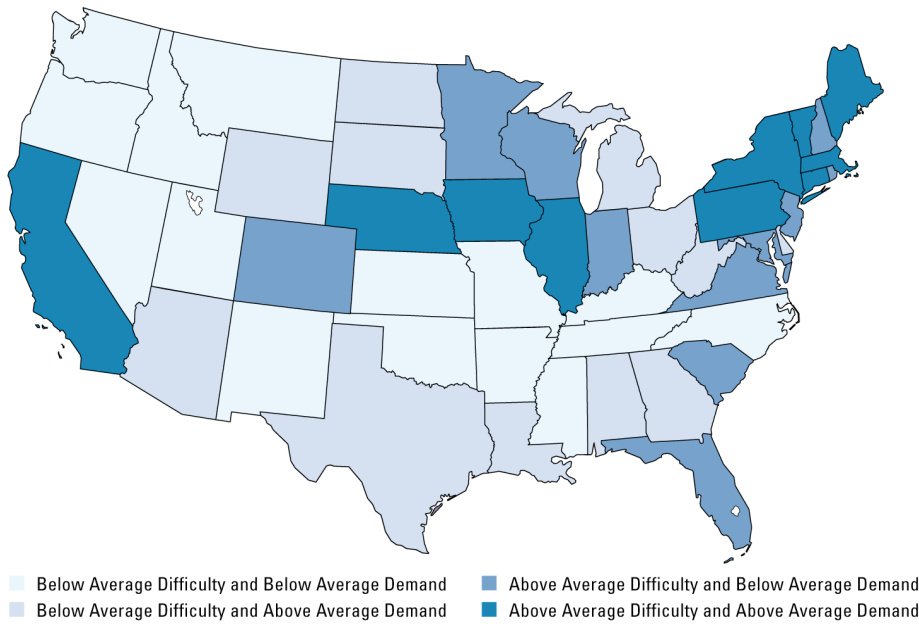 Below Average Difficulty and Below Average Demand
Below Average Difficulty and Above Average Demand
Above Average Difficulty and Below Average Demand
Above Average Difficulty and Above Average Demand